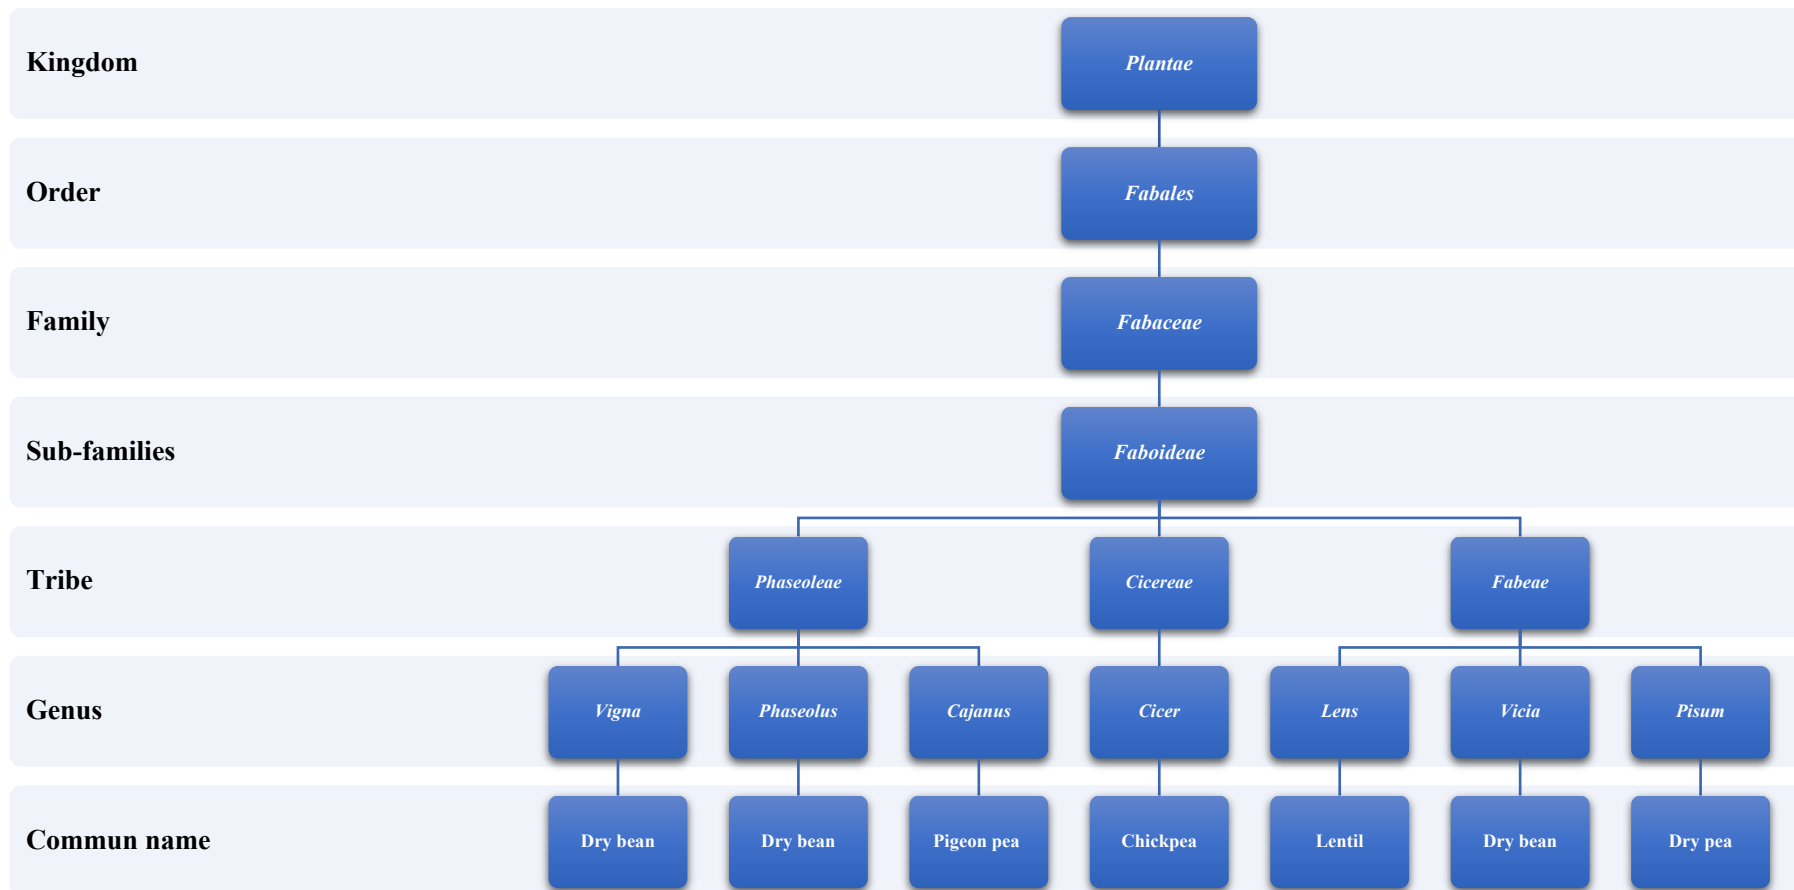 Kingdom
Plantae
Order
Fabales
Family
Fabaceae
Sub-families
Faboideae
Tribe
Phaseoleae
Cicereae
Fabeae
Genus
Vigna
Phaseolus
Cajanus
Cicer
Lens
Vicia
Pisum
Commun name
Dry bean
Dry bean
Pigeon pea
Chickpea
Lentil
Dry bean
Dry pea